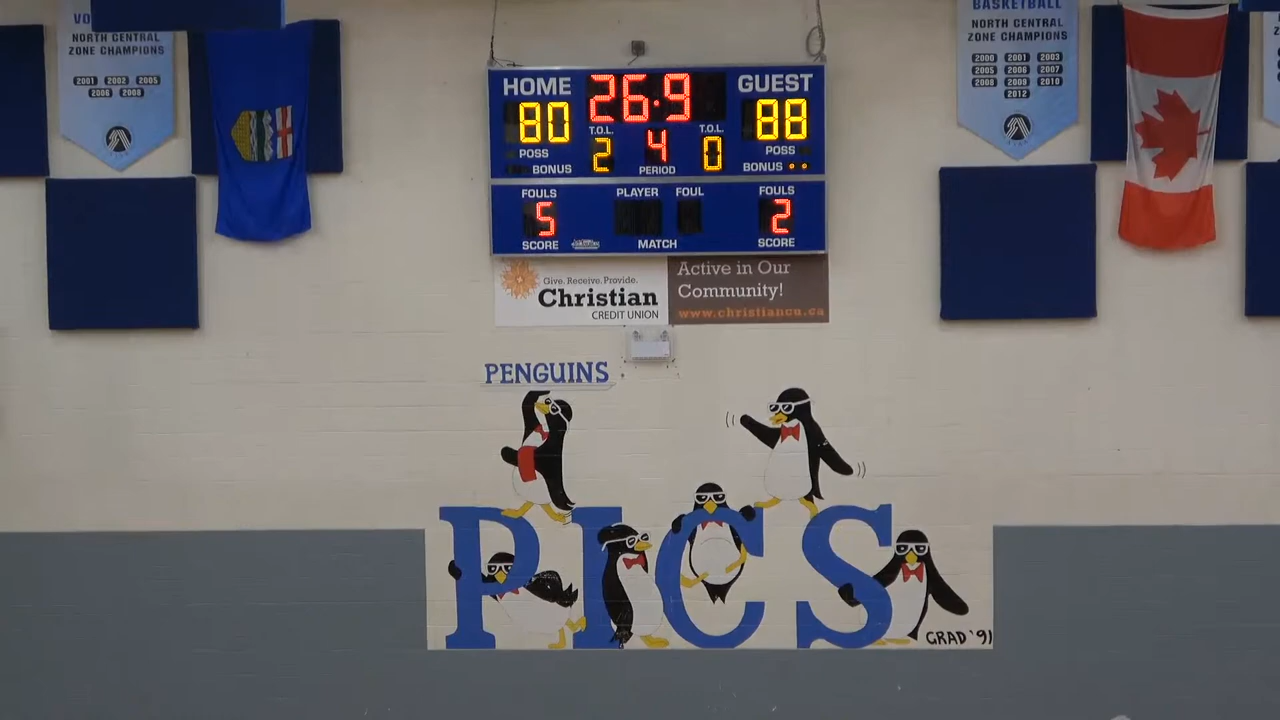 VO
NORTH CENTRAL
ZONE CHAMPIONS
2001 2002 2005
2006 2008
BASKETBALL
NORTH CENTRAL
ZONE CHAMPIONS
2000 2001 2003
2005 2006 2007
2008 2009 2010
2012
HOME 26.9 GUEST
80 88
T.O.L. T.O.L.
2 4 0
POSS POSS
BONUS PERIOD BONUS
FOULS PLAYER FOUL FOULS
5 2
SCORE MATCH SCORE
Give. Receive. Provide.
Christian
CREDIT UNION
Active in Our
Community!
www.christiancu.ca
PENGUINS
PICS
GRAD '91